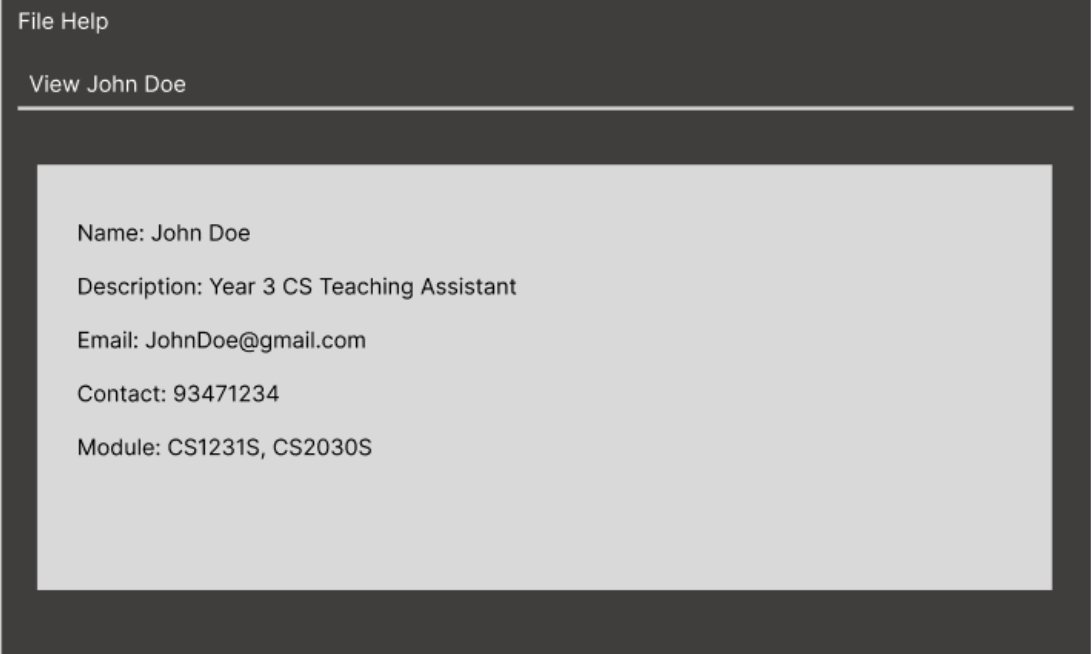 File Help
View John Doe
Name: John Doe
Description: Year 3 CS Teaching Assistant
Email: JohnDoe@gmail.com
Contact: 93471234
Module: CS1231S, CS2030S